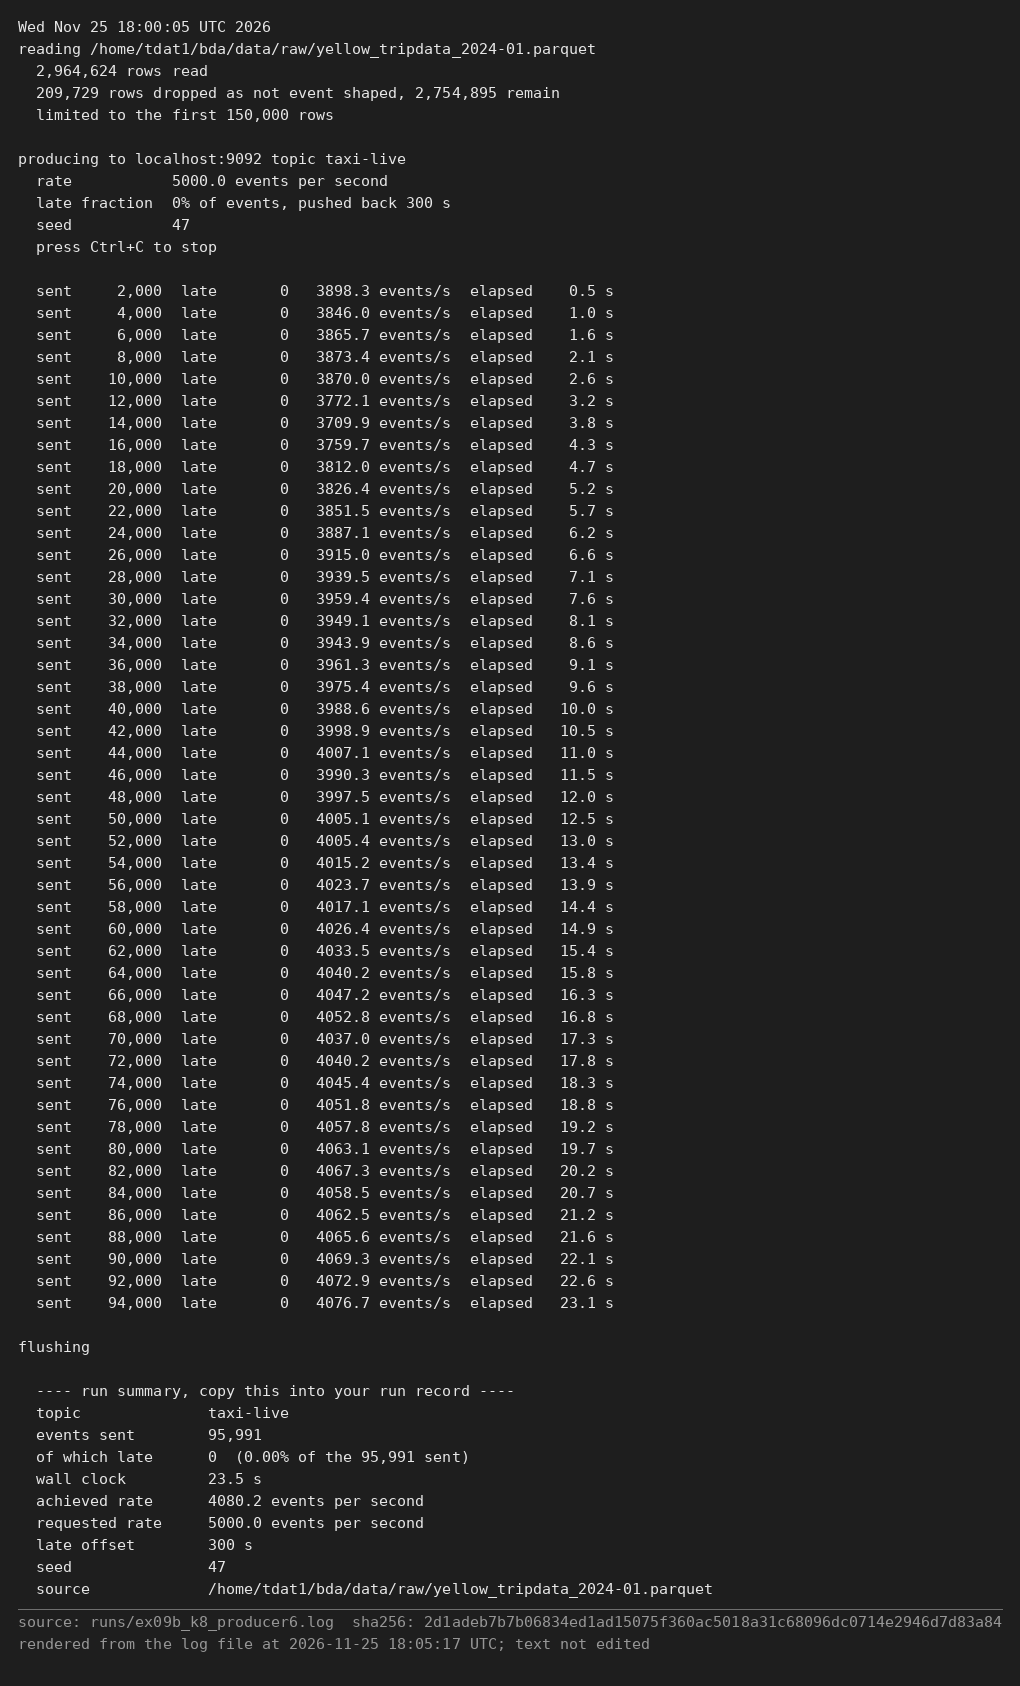 Wed Nov 25 18:00:05 UTC 2026
reading /home/tdat1/bda/data/raw/yellow_tripdata_2024-01.parquet
  2,964,624 rows read
  209,729 rows dropped as not event shaped, 2,754,895 remain
  limited to the first 150,000 rows

producing to localhost:9092 topic taxi-live
  rate           5000.0 events per second
  late fraction  0% of events, pushed back 300 s
  seed           47
  press Ctrl+C to stop

  sent     2,000  late       0   3898.3 events/s  elapsed    0.5 s
  sent     4,000  late       0   3846.0 events/s  elapsed    1.0 s
  sent     6,000  late       0   3865.7 events/s  elapsed    1.6 s
  sent     8,000  late       0   3873.4 events/s  elapsed    2.1 s
  sent    10,000  late       0   3870.0 events/s  elapsed    2.6 s
  sent    12,000  late       0   3772.1 events/s  elapsed    3.2 s
  sent    14,000  late       0   3709.9 events/s  elapsed    3.8 s
  sent    16,000  late       0   3759.7 events/s  elapsed    4.3 s
  sent    18,000  late       0   3812.0 events/s  elapsed    4.7 s
  sent    20,000  late       0   3826.4 events/s  elapsed    5.2 s
  sent    22,000  late       0   3851.5 events/s  elapsed    5.7 s
  sent    24,000  late       0   3887.1 events/s  elapsed    6.2 s
  sent    26,000  late       0   3915.0 events/s  elapsed    6.6 s
  sent    28,000  late       0   3939.5 events/s  elapsed    7.1 s
  sent    30,000  late       0   3959.4 events/s  elapsed    7.6 s
  sent    32,000  late       0   3949.1 events/s  elapsed    8.1 s
  sent    34,000  late       0   3943.9 events/s  elapsed    8.6 s
  sent    36,000  late       0   3961.3 events/s  elapsed    9.1 s
  sent    38,000  late       0   3975.4 events/s  elapsed    9.6 s
  sent    40,000  late       0   3988.6 events/s  elapsed   10.0 s
  sent    42,000  late       0   3998.9 events/s  elapsed   10.5 s
  sent    44,000  late       0   4007.1 events/s  elapsed   11.0 s
  sent    46,000  late       0   3990.3 events/s  elapsed   11.5 s
  sent    48,000  late       0   3997.5 events/s  elapsed   12.0 s
  sent    50,000  late       0   4005.1 events/s  elapsed   12.5 s
  sent    52,000  late       0   4005.4 events/s  elapsed   13.0 s
  sent    54,000  late       0   4015.2 events/s  elapsed   13.4 s
  sent    56,000  late       0   4023.7 events/s  elapsed   13.9 s
  sent    58,000  late       0   4017.1 events/s  elapsed   14.4 s
  sent    60,000  late       0   4026.4 events/s  elapsed   14.9 s
  sent    62,000  late       0   4033.5 events/s  elapsed   15.4 s
  sent    64,000  late       0   4040.2 events/s  elapsed   15.8 s
  sent    66,000  late       0   4047.2 events/s  elapsed   16.3 s
  sent    68,000  late       0   4052.8 events/s  elapsed   16.8 s
  sent    70,000  late       0   4037.0 events/s  elapsed   17.3 s
  sent    72,000  late       0   4040.2 events/s  elapsed   17.8 s
  sent    74,000  late       0   4045.4 events/s  elapsed   18.3 s
  sent    76,000  late       0   4051.8 events/s  elapsed   18.8 s
  sent    78,000  late       0   4057.8 events/s  elapsed   19.2 s
  sent    80,000  late       0   4063.1 events/s  elapsed   19.7 s
  sent    82,000  late       0   4067.3 events/s  elapsed   20.2 s
  sent    84,000  late       0   4058.5 events/s  elapsed   20.7 s
  sent    86,000  late       0   4062.5 events/s  elapsed   21.2 s
  sent    88,000  late       0   4065.6 events/s  elapsed   21.6 s
  sent    90,000  late       0   4069.3 events/s  elapsed   22.1 s
  sent    92,000  late       0   4072.9 events/s  elapsed   22.6 s
  sent    94,000  late       0   4076.7 events/s  elapsed   23.1 s

flushing

  ---- run summary, copy this into your run record ----
  topic              taxi-live
  events sent        95,991
  of which late      0  (0.00% of the 95,991 sent)
  wall clock         23.5 s
  achieved rate      4080.2 events per second
  requested rate     5000.0 events per second
  late offset        300 s
  seed               47
  source             /home/tdat1/bda/data/raw/yellow_tripdata_2024-01.parquet
source: runs/ex09b_k8_producer6.log  sha256: 2d1adeb7b7b06834ed1ad15075f360ac5018a31c68096dc0714e2946d7d83a84
rendered from the log file at 2026-11-25 18:05:17 UTC; text not edited